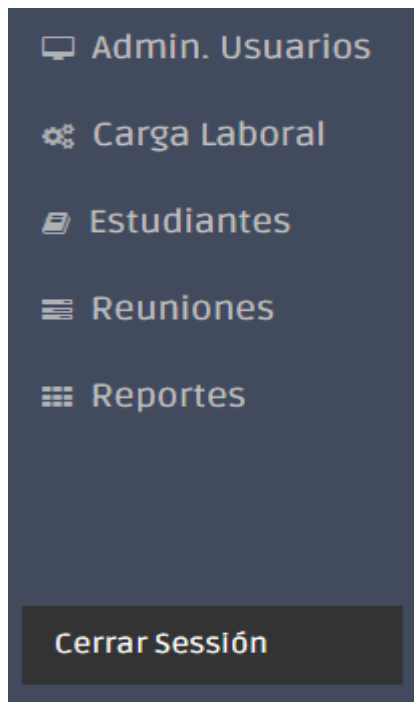 Admin. Usuarios
Carga Laboral
Estudiantes
Reuniones
Reportes
Cerrar Sessión